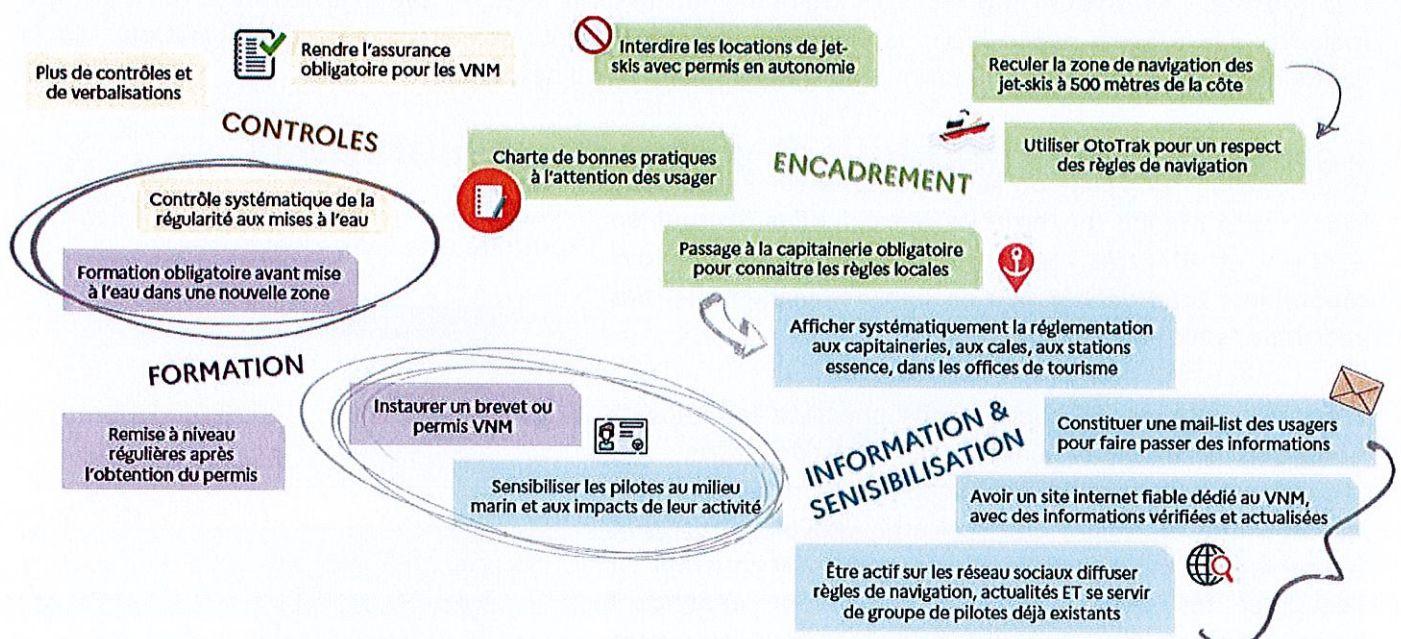 Plus de contrôles et
de verbalisations
Rendre l'assurance
obligatoire pour les VNM
CONTROLES
Contrôle systématique de la
régularité aux mises à l'eau
Formation obligatoire avant mise
à l'eau dans une nouvelle zone
FORMATION
Remise à niveau
régulières après
l'obtention du permis
Instaurer un brevet ou
permis VNM
Sensibiliser les pilotes au milieu
marin et aux impacts de leur activité
Interdire les locations de jet-
skis avec permis en autonomie
Charte de bonnes pratiques
à l'attention des usager
ENCADREMENT
Reculer la zone de navigation des
jet-skis à 500 mètres de la côte
Utiliser OtoTrak pour un respect
des règles de navigation
Passage à la capitainerie obligatoire
pour connaitre les règles locales
Afficher systématiquement la réglementation
aux capitaineries, aux cales, aux stations
essence, dans les offices de tourisme
INFORMATION &
SENISIBILISATION
Constituer une mail-list des usagers
pour faire passer des informations
Avoir un site internet fiable dédié au VNM,
avec des informations vérifiées et actualisées
Être actif sur les réseau sociaux diffuser
règles de navigation, actualités ET se servir
de groupe de pilotes déjà existants